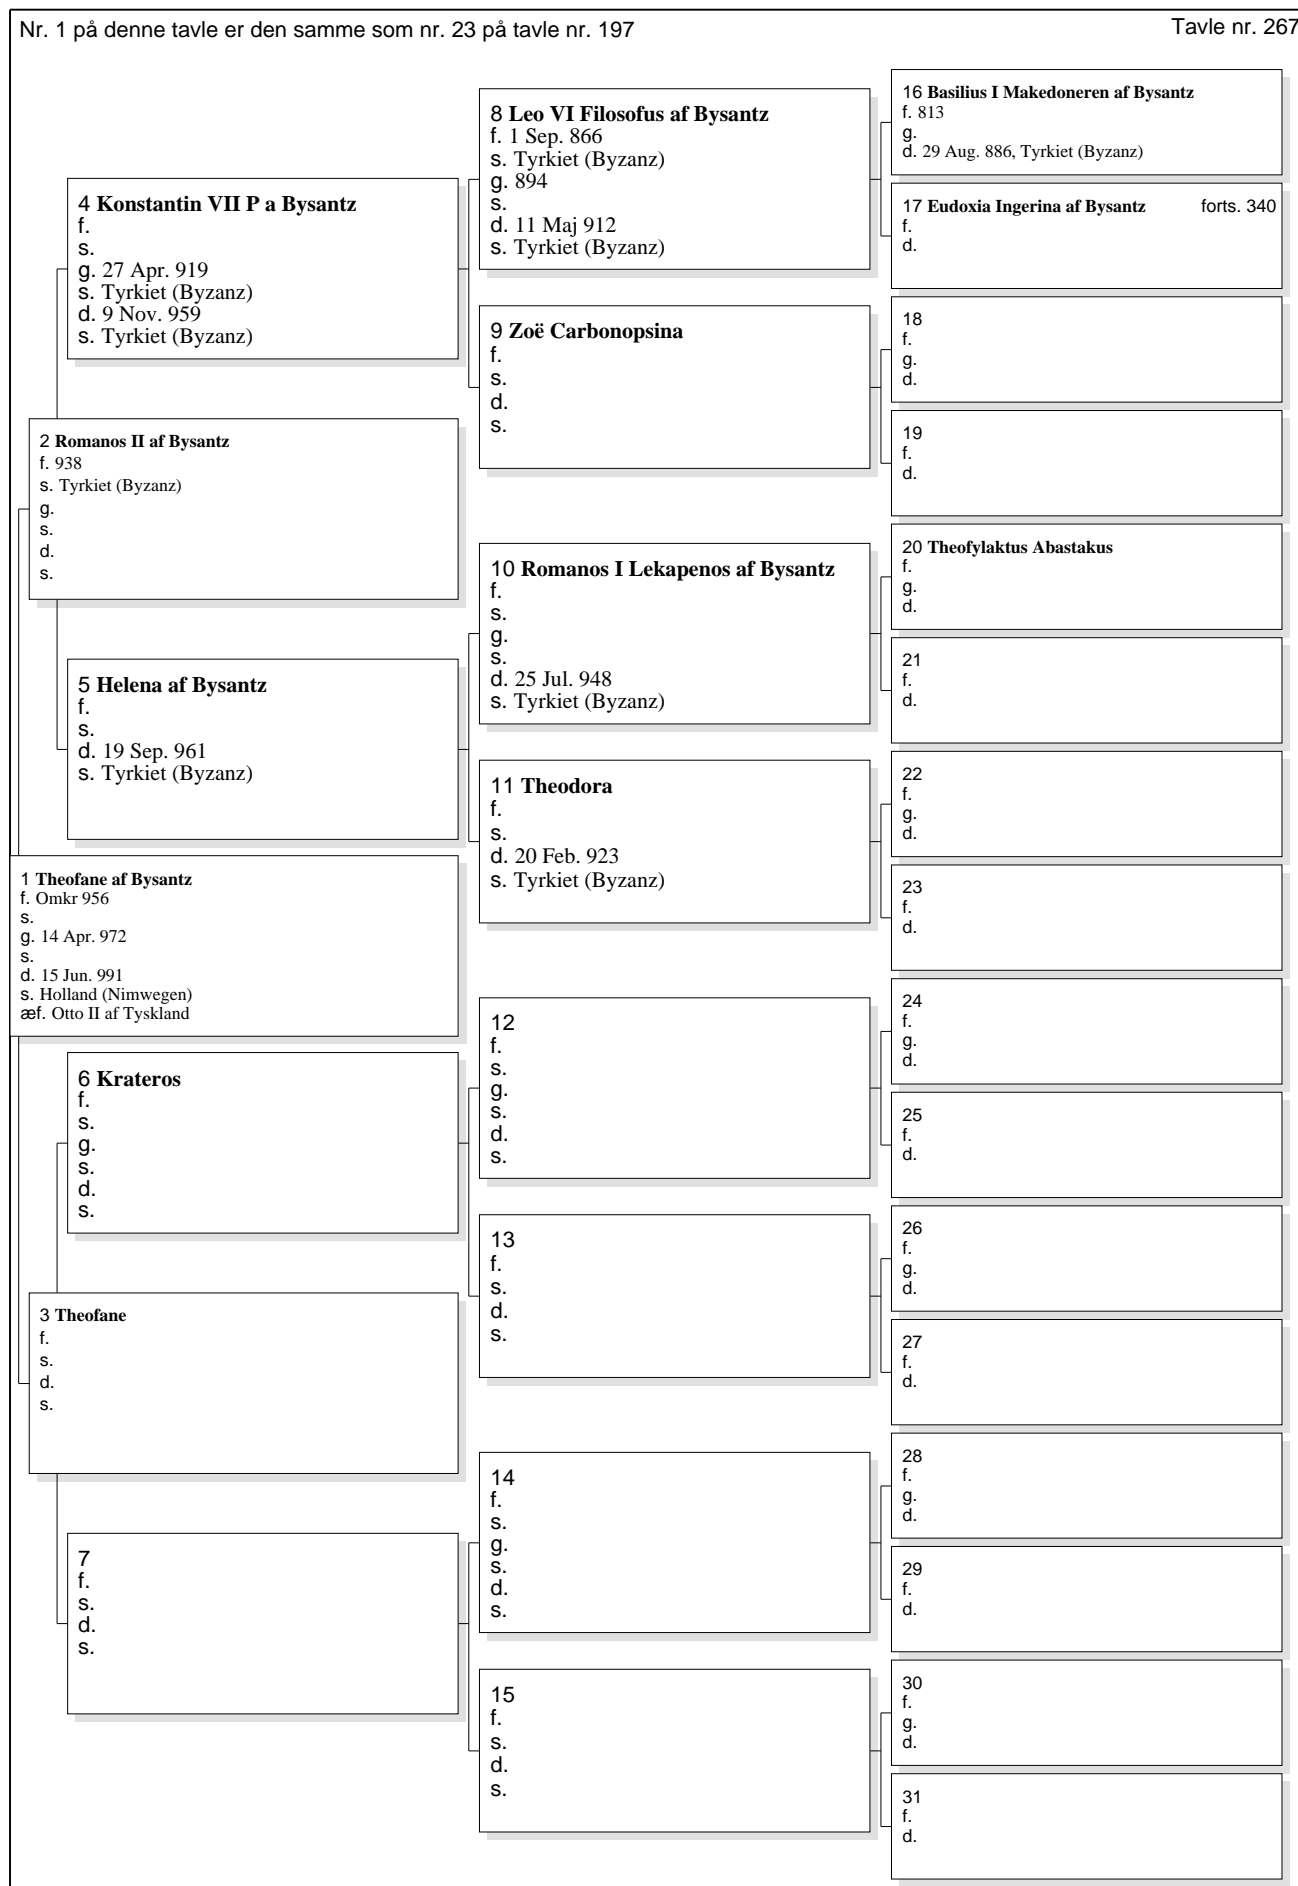 Nr. 1 på denne tavle er den samme som nr. 23 på tavle nr. 197
Tavle nr. 267
1 Theofane af Bysantz
f. Omkr 956
s.
g. 14 Apr. 972
s.
d. 15 Jun. 991
s. Holland (Nimwegen)
æf. Otto II af Tyskland
2 Romanos II af Bysantz
f. 938
s. Tyrkiet (Byzanz)
g.
s.
d.
s.
3 Theofane
f.
s.
d.
s.
4 Konstantin VII P a Bysantz
f.
s.
g. 27 Apr. 919
s. Tyrkiet (Byzanz)
d. 9 Nov. 959
s. Tyrkiet (Byzanz)
5 Helena af Bysantz
f.
s.
d. 19 Sep. 961
s. Tyrkiet (Byzanz)
6 Krateros
f.
s.
g.
s.
d.
s.
7
f.
s.
d.
s.
8 Leo VI Filosofus af Bysantz
f. 1 Sep. 866
s. Tyrkiet (Byzanz)
g. 894
s.
d. 11 Maj 912
s. Tyrkiet (Byzanz)
9 Zoë Carbonopsina
f.
s.
d.
s.
10 Romanos I Lekapenos af Bysantz
f.
s.
g.
s.
d. 25 Jul. 948
s. Tyrkiet (Byzanz)
11 Theodora
f.
s.
d. 20 Feb. 923
s. Tyrkiet (Byzanz)
12
f.
s.
g.
s.
d.
s.
13
f.
s.
d.
s.
14
f.
s.
g.
s.
d.
s.
15
f.
s.
d.
s.
16 Basilius I Makedoneren af Bysantz
f. 813
g.
d. 29 Aug. 886, Tyrkiet (Byzanz)
17 Eudoxia Ingerina af Bysantz forts. 340
f.
d.
18
f.
g.
d.
19
f.
d.
20 Theofylaktus Abastakus
f.
g.
d.
21
f.
d.
22
f.
g.
d.
23
f.
d.
24
f.
g.
d.
25
f.
d.
26
f.
g.
d.
27
f.
d.
28
f.
g.
d.
29
f.
d.
30
f.
g.
d.
31
f.
d.